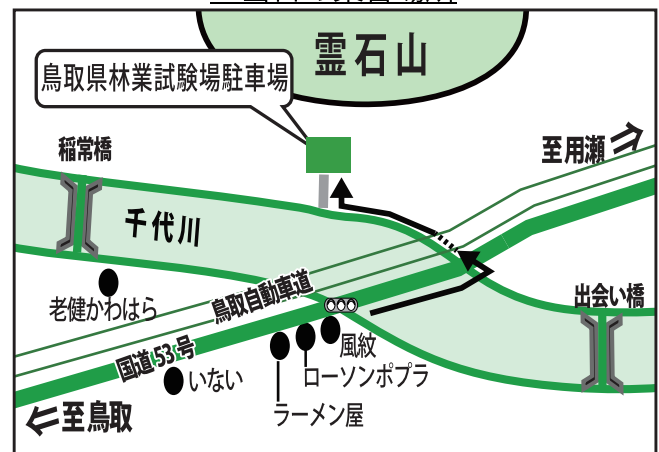 霊石山
鳥取県林業試験場駐車場
至用瀬
稲常橋
千代川
出会い橋
老健かわはら
鳥取自動車道
風紋
国道53号
いない
ローソンポプラ
ラーメン屋
至鳥取